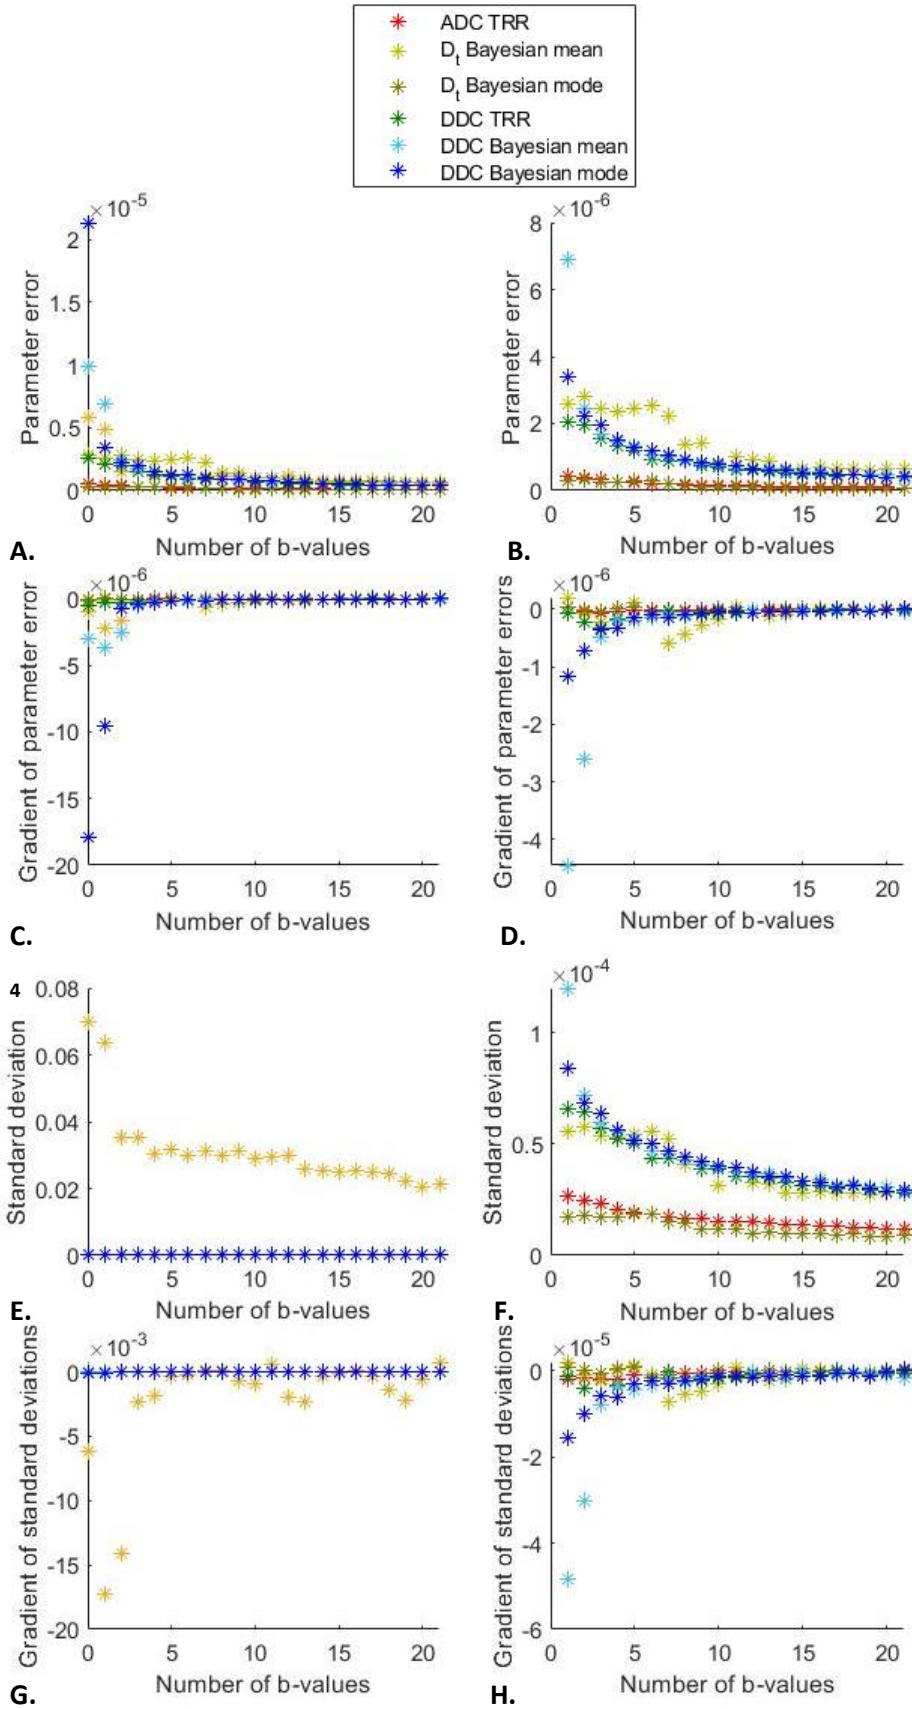 ADC TRR
Dt Bayesian mean
Dt Bayesian mode
DDC TRR
DDC Bayesian mean
DDC Bayesian mode
× 10-5
2
1.5
1
0.5
0
Parameter error
0 5 10 15 20
Number of b-values
A.
× 10-6
8
6
4
2
0
Parameter error
0 5 10 15 20
Number of b-values
B.
× 10-6
0
-5
-10
-15
-20
Gradient of parameter error
0 5 10 15 20
Number of b-values
C.
× 10-6
0
-1
-2
-3
-4
Gradient of parameter errors
0 5 10 15 20
Number of b-values
D.
4
0.08
0.06
0.04
0.02
0
Standard deviation
0 5 10 15 20
Number of b-values
E.
× 10-4
1
0.5
0
Standard deviation
0 5 10 15 20
Number of b-values
F.
× 10-3
0
-5
-10
-15
-20
Gradient of standard deviations
0 5 10 15 20
Number of b-values
G.
× 10-5
0
-2
-4
-6
Gradient of standard deviations
0 5 10 15 20
Number of b-values
H.